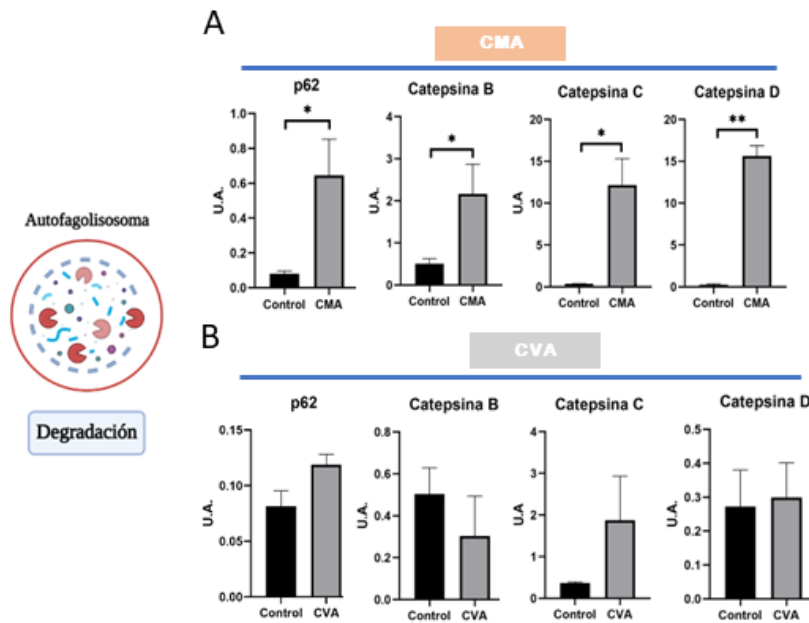 A
CMA
p62
Catepsina B
Catepsina C
Catepsina D
U.A.
1.0
0.8
0.6
0.4
0.2
0.0
*
Control
CMA
U.A.
4
3
2
1
0
*
Control
CMA
U.A
20
15
10
5
0
*
Control
CMA
U.A.
20
15
10
5
0
**
Control
CMA
Autofagolisosoma
Degradación
B
CVA
p62
Catepsina B
Catepsina C
Catepsina D
U.A.
0.15
0.10
0.05
0.00
Control
CVA
U.A.
0.8
0.6
0.4
0.2
0.0
Control
CVA
U.A
4
3
2
1
0
Control
CVA
U.A.
0.5
0.4
0.3
0.2
0.1
0.0
Control
CVA